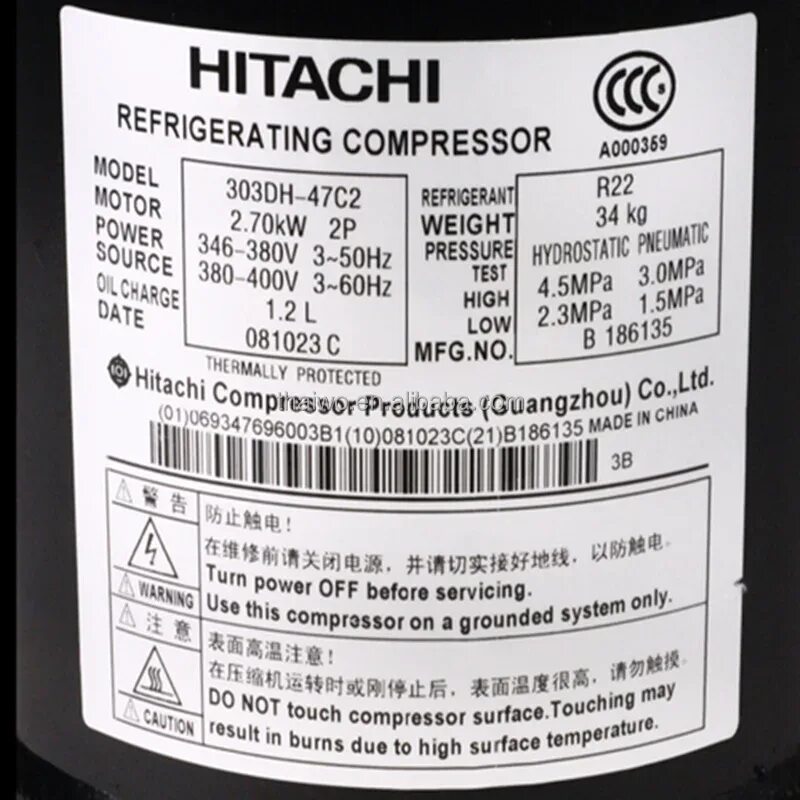 HITACHI
CCC S
A000359
REFRIGERATING COMPRESSOR
MODEL 303DH-47C2
MOTOR 2.70kW 2P
POWER SOURCE 346-380V 3~50Hz
380-400V 3~60Hz
OIL CHARGE 1.2 L
DATE 081023 C
REFRIGERANT R22
WEIGHT 34 kg
PRESSURE TEST HYDROSTATIC PNEUMATIC
HIGH 4.5MPa 3.0MPa
LOW 2.3MPa 1.5MPa
MFG.NO. B 186135
THERMALLY PROTECTED
Hitachi Compressor Products (Guangzhou) Co.,Ltd.
(01)069347696003B1(10)081023C(21)B186135 MADE IN CHINA
3B
警告
WARNING
防止触电!
在维修前请关闭电源,并请切实接好地线,以防触电。
Turn power OFF before servicing.
Use this compressor on a grounded system only.
注意
CAUTION
表面高温注意!
在压缩机运转时或刚停止后,表面温度很高,请勿触摸。
DO NOT touch compressor surface.Touching may
result in burns due to high surface temperature.